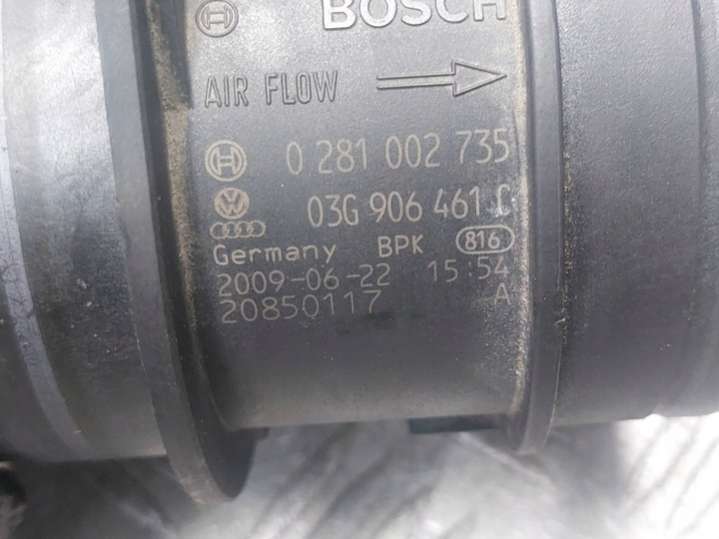 BOSCH
AIR FLOW
0 281 002 735
03G 906 461 C
Germany BPK 816
2009-06-22 15:54
20850117 A